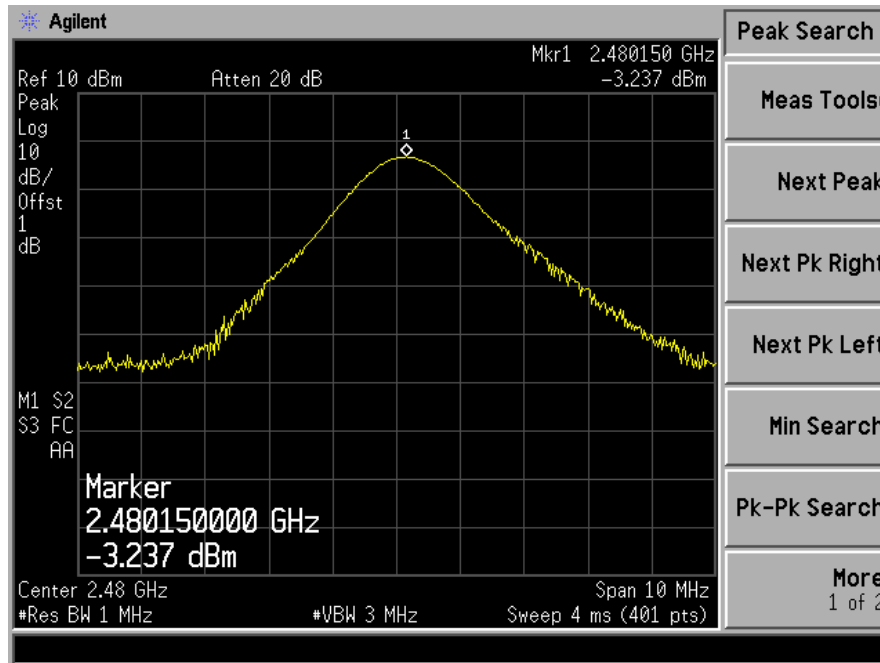 Agilent
Peak Search
Mkr1 2.480150 GHz
Ref 10 dBm Atten 20 dB -3.237 dBm
Peak
Log
10
dB/
Offst
1
dB
1
M1 S2
S3 FC
AA
Marker
2.480150000 GHz
-3.237 dBm
Center 2.48 GHz Span 10 MHz
#Res BW 1 MHz #VBW 3 MHz Sweep 4 ms (401 pts)
Meas Tools
Next Peak
Next Pk Right
Next Pk Left
Min Search
Pk-Pk Search
More
1 of 2